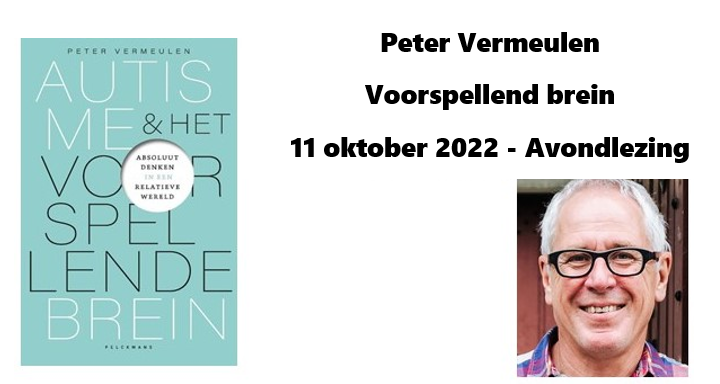 PETER VERMEULEN
AUTIS
ME & HET
VOOR
SPEL
LENDE
BREIN
ABSOLUUT
DENKEN
IN EEN
RELATIEVE
WERELD
PELCKMANS
Peter Vermeulen
Voorspellend brein
11 oktober 2022 - Avondlezing